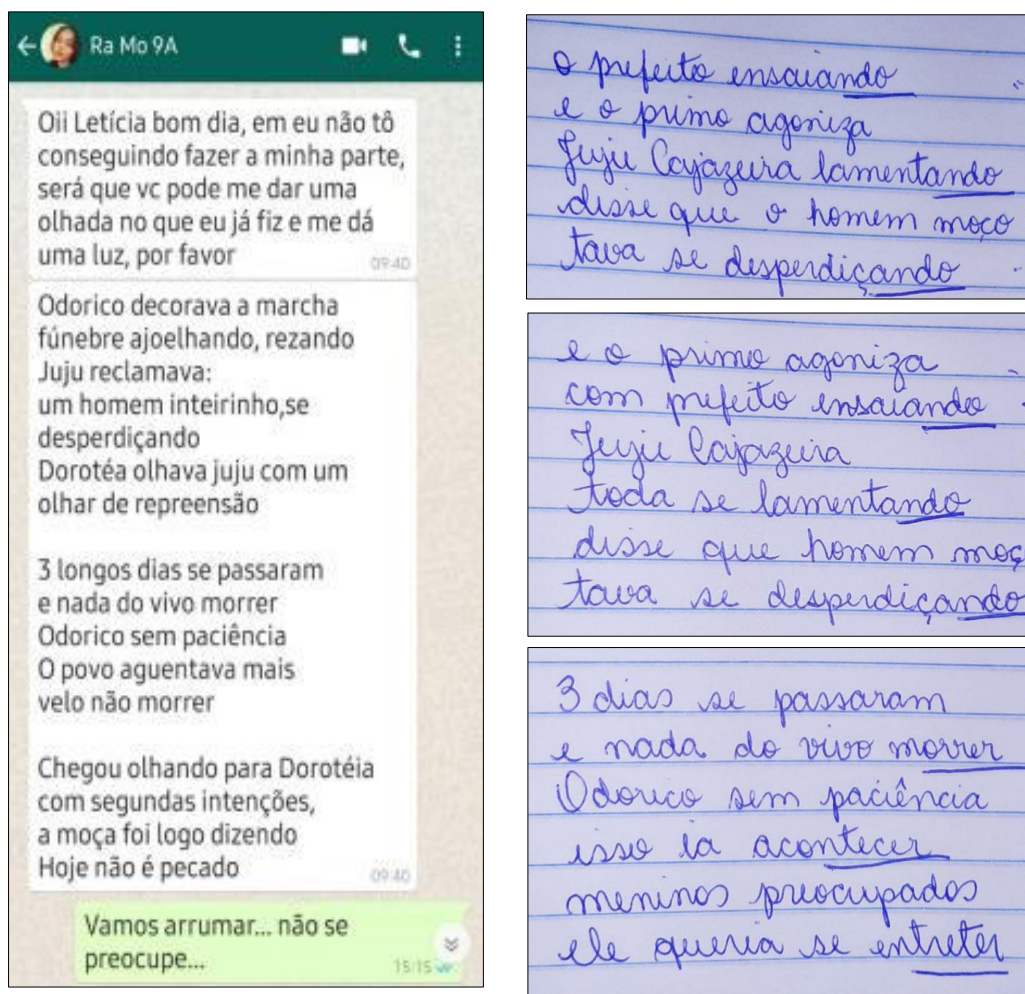 Ra Mo 9A
Oii Letícia bom dia, em eu não tô
conseguindo fazer a minha parte,
será que vc pode me dar uma
olhada no que eu já fiz e me dá
uma luz, por favor
09:40
Odorico decorava a marcha
fúnebre ajoelhando, rezando
Juju reclamava:
um homem inteirinho,se
desperdiçando
Dorotéa olhava juju com um
olhar de repreensão
3 longos dias se passaram
e nada do vivo morrer
Odorico sem paciência
O povo aguentava mais
velo não morrer
Chegou olhando para Dorotéia
com segundas intenções,
a moça foi logo dizendo
Hoje não é pecado
09:40
Vamos arrumar... não se
preocupe...
15:15
o prefeito ensaiando
e o primo agoniza
Juju Cajazeira lamentando
disse que o homem moço
tava se desperdiçando
e o primo agoniza
com prefeito ensaiando
Juju Cajazeira
toda se lamentando
disse que homem moç
tava se desperdiçando
3 dias se passaram
e nada do vivo morrer
Odorico sem paciência
isso ia acontecer
meninos preocupados
ele queria se entreter